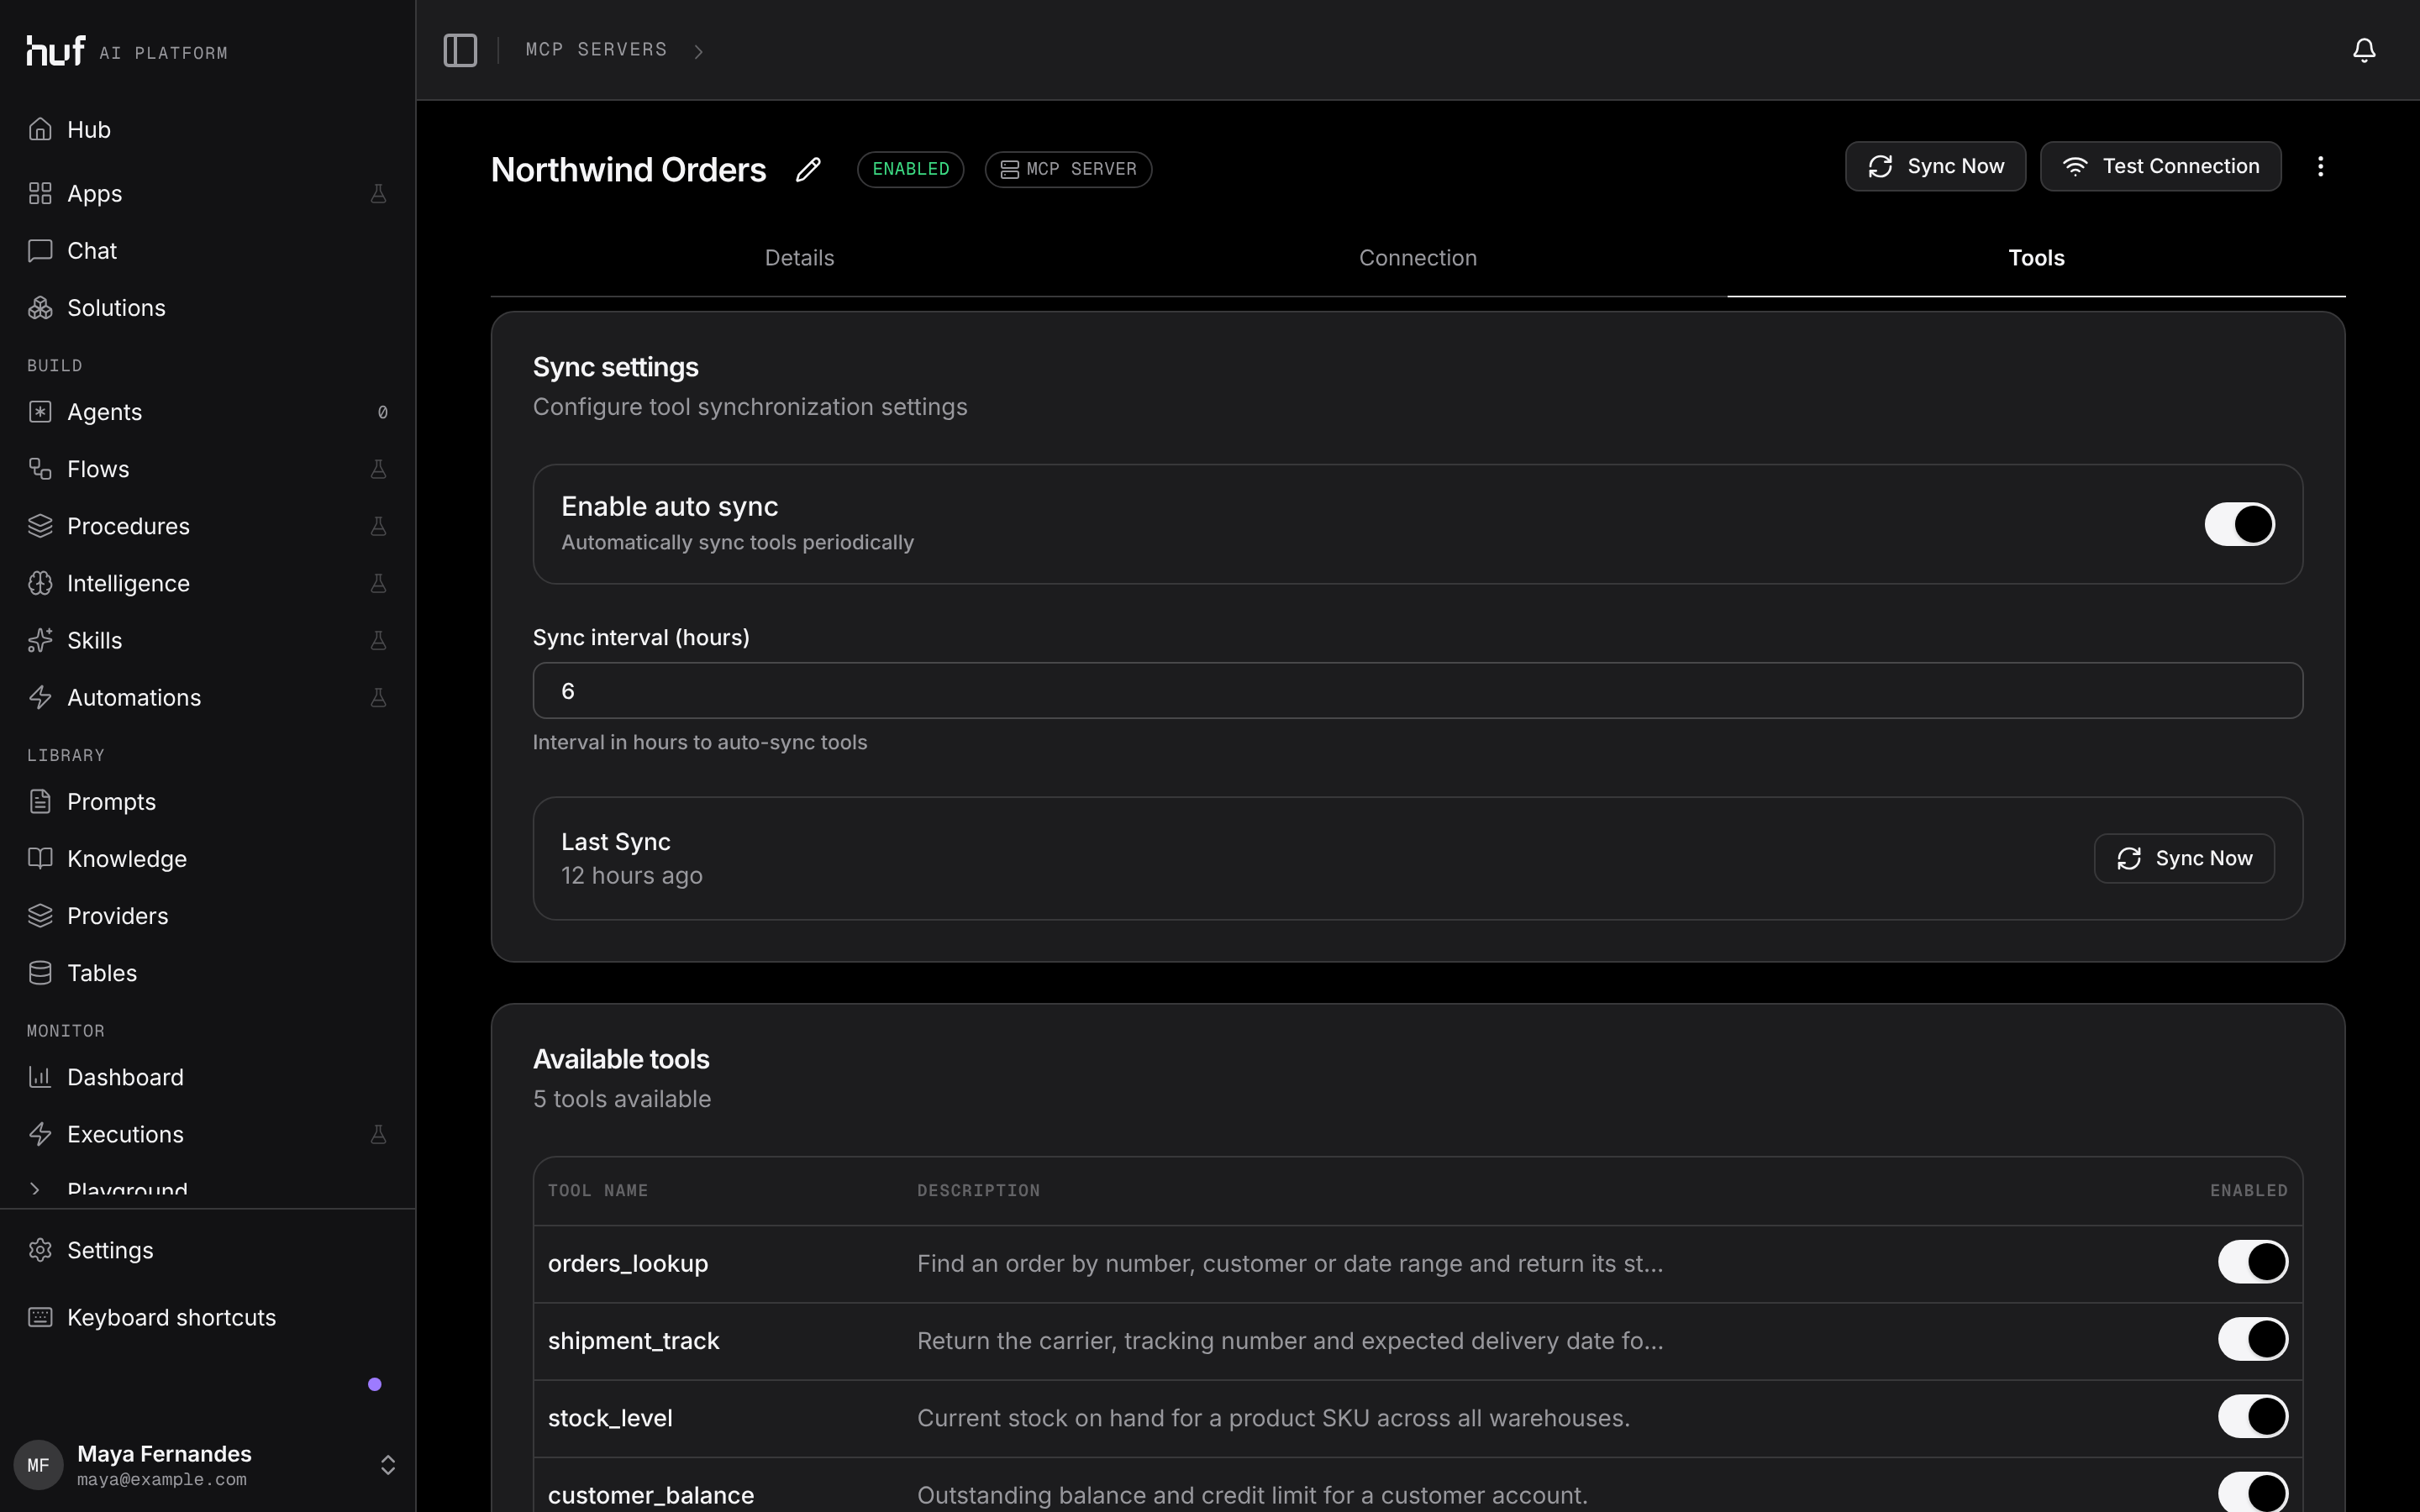 huf AI PLATFORM
Hub
Apps
Chat
Solutions
BUILD
Agents 0
Flows
Procedures
Intelligence
Skills
Automations
LIBRARY
Prompts
Knowledge
Providers
Tables
MONITOR
Dashboard
Executions
Playground
Settings
Keyboard shortcuts
MF Maya Fernandes
maya@example.com
MCP SERVERS
Northwind Orders ENABLED MCP SERVER Sync Now Test Connection
Details Connection Tools
Sync settings
Configure tool synchronization settings
Enable auto sync
Automatically sync tools periodically
Sync interval (hours)
6
Interval in hours to auto-sync tools
Last Sync
12 hours ago
Sync Now
Available tools
5 tools available
TOOL NAME DESCRIPTION ENABLED
orders_lookup Find an order by number, customer or date range and return its st...
shipment_track Return the carrier, tracking number and expected delivery date fo...
stock_level Current stock on hand for a product SKU across all warehouses.
customer_balance Outstanding balance and credit limit for a customer account.